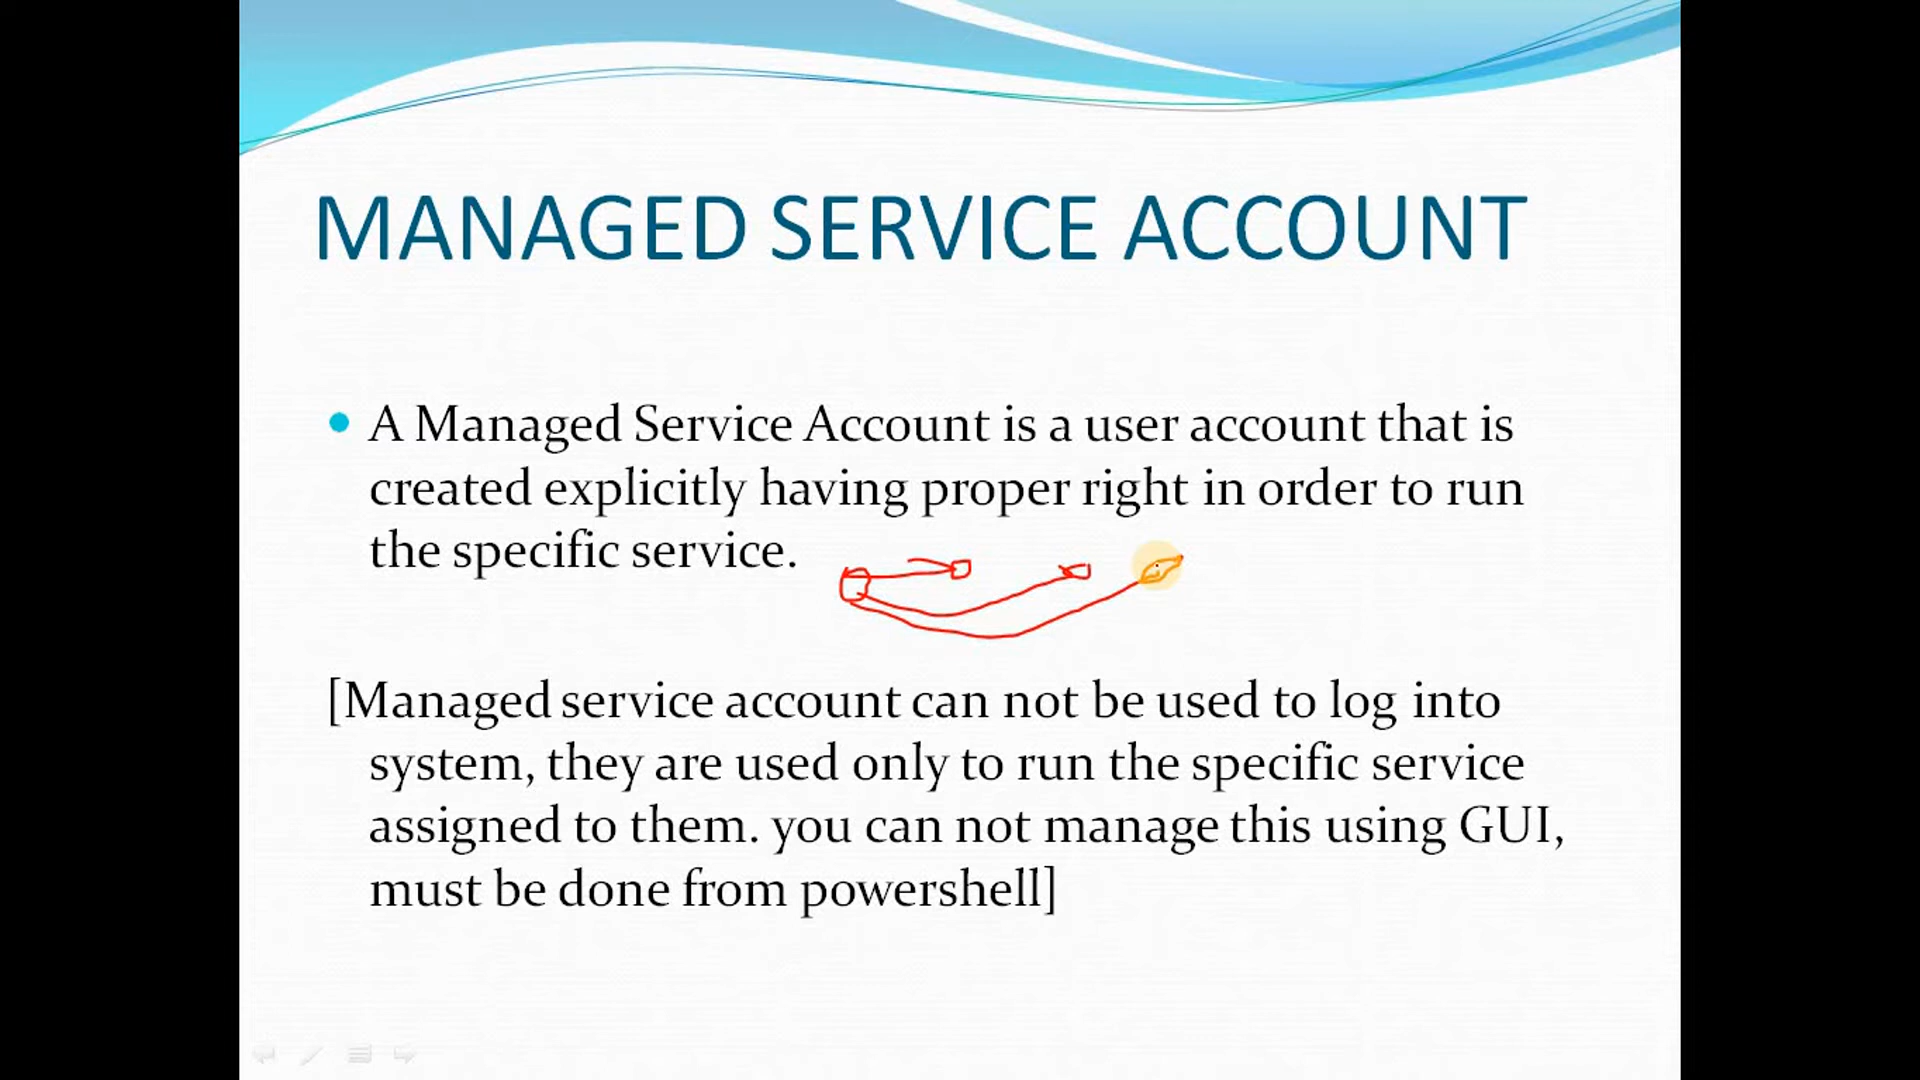 MANAGED SERVICE ACCOUNT
A Managed Service Account is a user account that is
created explicitly having proper right in order to run
the specific service.
[Managed service account can not be used to log into
system, they are used only to run the specific service
assigned to them. you can not manage this using GUI,
must be done from powershell]